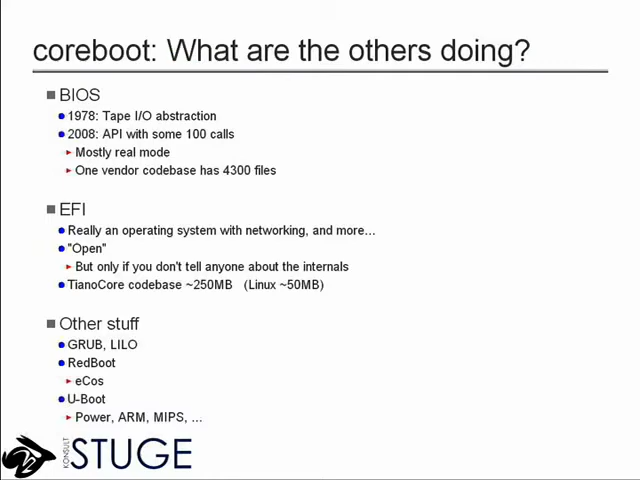 coreboot: What are the others doing?
BIOS
1978: Tape I/O abstraction
2008: API with some 100 calls
Mostly real mode
One vendor codebase has 4300 files
EFI
Really an operating system with networking, and more...
"Open"
But only if you don't tell anyone about the internals
TianoCore codebase ~250MB (Linux ~50MB)
Other stuff
GRUB, LILO
RedBoot
eCos
U-Boot
Power, ARM, MIPS, ...
KONSULT
STUGE